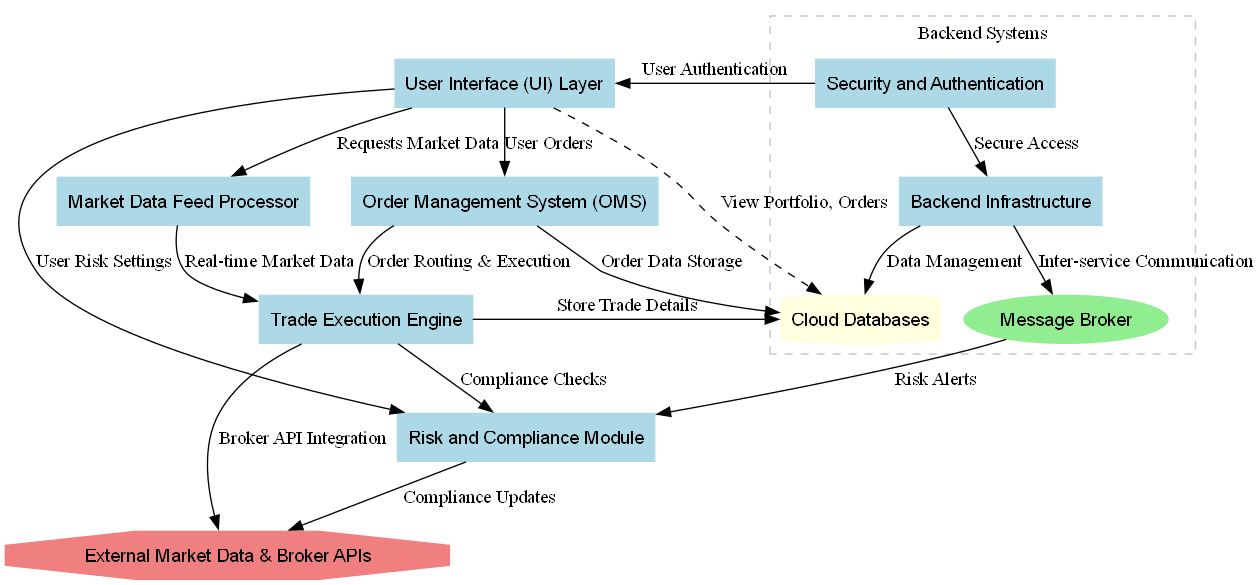 Backend Systems
User Interface (UI) Layer
User Authentication
Security and Authentication
Requests Market Data
User Orders
Secure Access
Market Data Feed Processor
Order Management System (OMS)
View Portfolio, Orders
Backend Infrastructure
User Risk Settings
Real-time Market Data
Order Routing & Execution
Order Data Storage
Data Management
Inter-service Communication
Trade Execution Engine
Store Trade Details
Cloud Databases
Message Broker
Compliance Checks
Risk Alerts
Broker API Integration
Risk and Compliance Module
Compliance Updates
External Market Data & Broker APIs